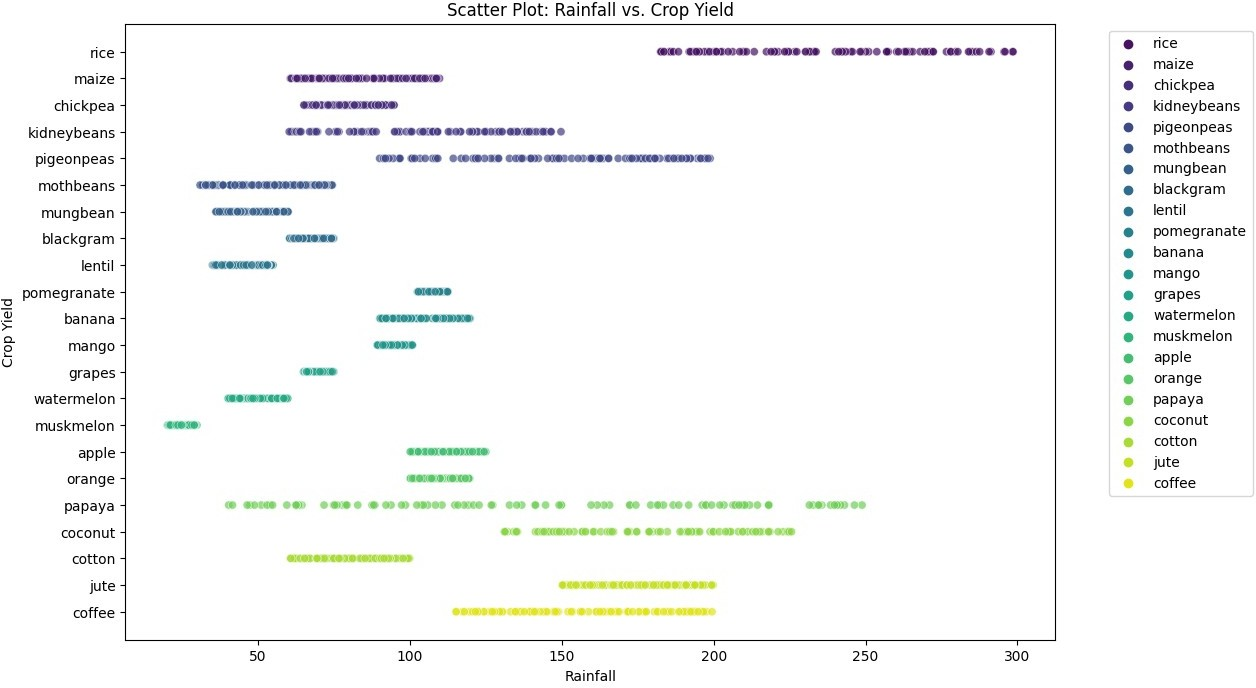 Scatter Plot: Rainfall vs. Crop Yield
Crop Yield
rice
maize
chickpea
kidneybeans
pigeonpeas
mothbeans
mungbean
blackgram
lentil
pomegranate
banana
mango
grapes
watermelon
muskmelon
apple
orange
papaya
coconut
cotton
jute
coffee
50 100 150 200 250 300
Rainfall
rice
maize
chickpea
kidneybeans
pigeonpeas
mothbeans
mungbean
blackgram
lentil
pomegranate
banana
mango
grapes
watermelon
muskmelon
apple
orange
papaya
coconut
cotton
jute
coffee